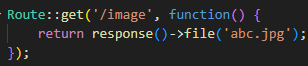 Route::get('/image', function() {
    return response()->file('abc.jpg');
});